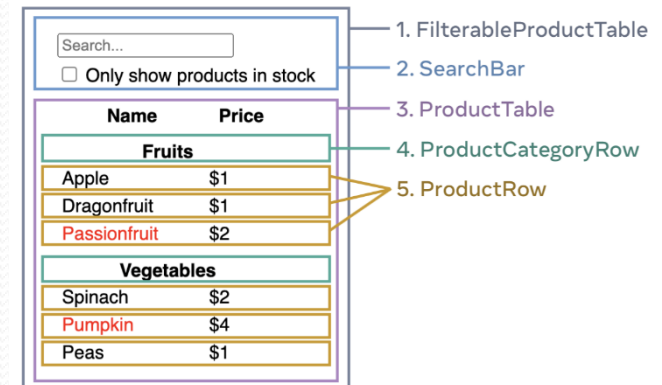 1. FilterableProductTable
Search...
Only show products in stock
2. SearchBar
3. ProductTable
Name Price
Fruits
4. ProductCategoryRow
Apple $1
5. ProductRow
Dragonfruit $1
Passionfruit $2
Vegetables
Spinach $2
Pumpkin $4
Peas $1